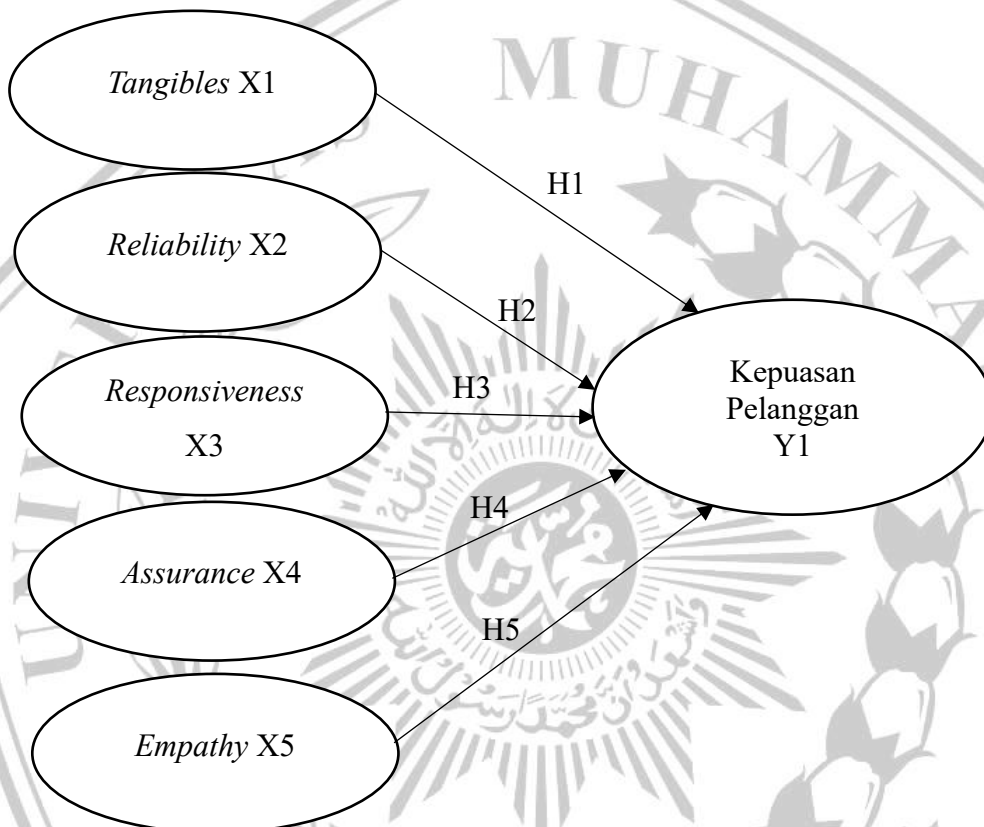 MUHAMMA
Tangibles X1
H1
Reliability X2
H2
Responsiveness
X3
H3
Kepuasan
Pelanggan
Y1
Assurance X4
H4
Empathy X5
H5